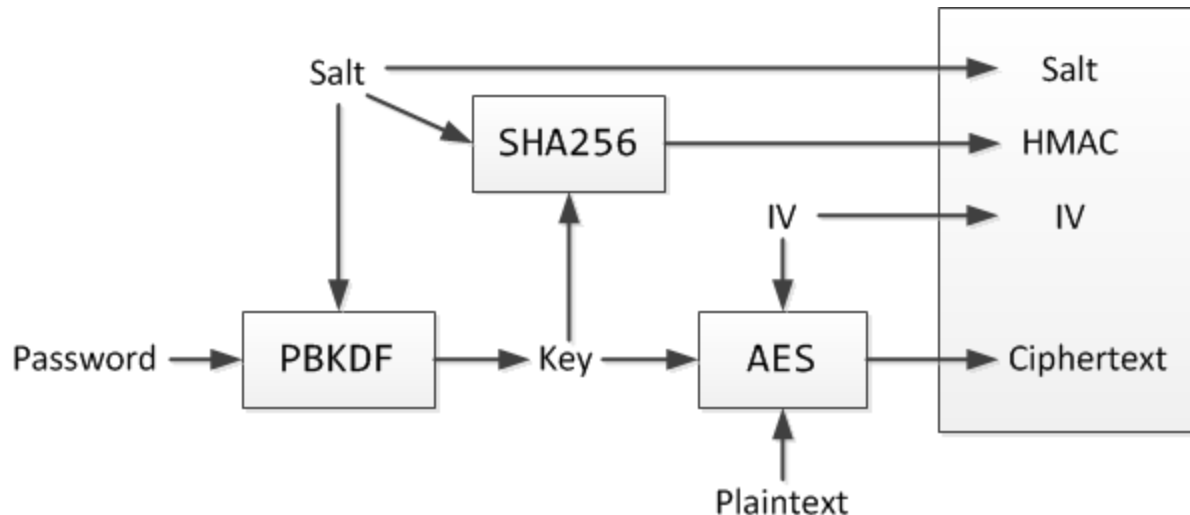 Salt
Salt
SHA256
HMAC
IV
IV
Password
PBKDF
Key
AES
Ciphertext
Plaintext